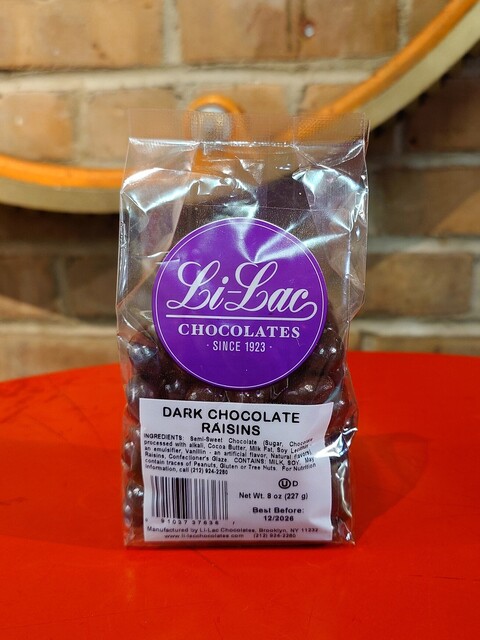 Li-Lac
CHOCOLATES
· SINCE 1923 ·
DARK CHOCOLATE
RAISINS
INGREDIENTS: Semi-Sweet Chocolate (Sugar, Chocolate
processed with alkali, Cocoa Butter, Milk Fat, Soy Lecithin -
an emulsifier, Vanillin - an artificial flavor, Natural flavors),
Raisins, Confectioner's Glaze. CONTAINS: MILK, SOY. May
contain traces of Peanuts, Gluten or Tree Nuts. For Nutrition
information, call (212) 924-2280
U D
Net Wt. 8 oz (227 g)
Best Before:
12/2026
Manufactured by Li-Lac Chocolates, Brooklyn, NY 11232
www.li-lacchocolates.com (212) 924-2280